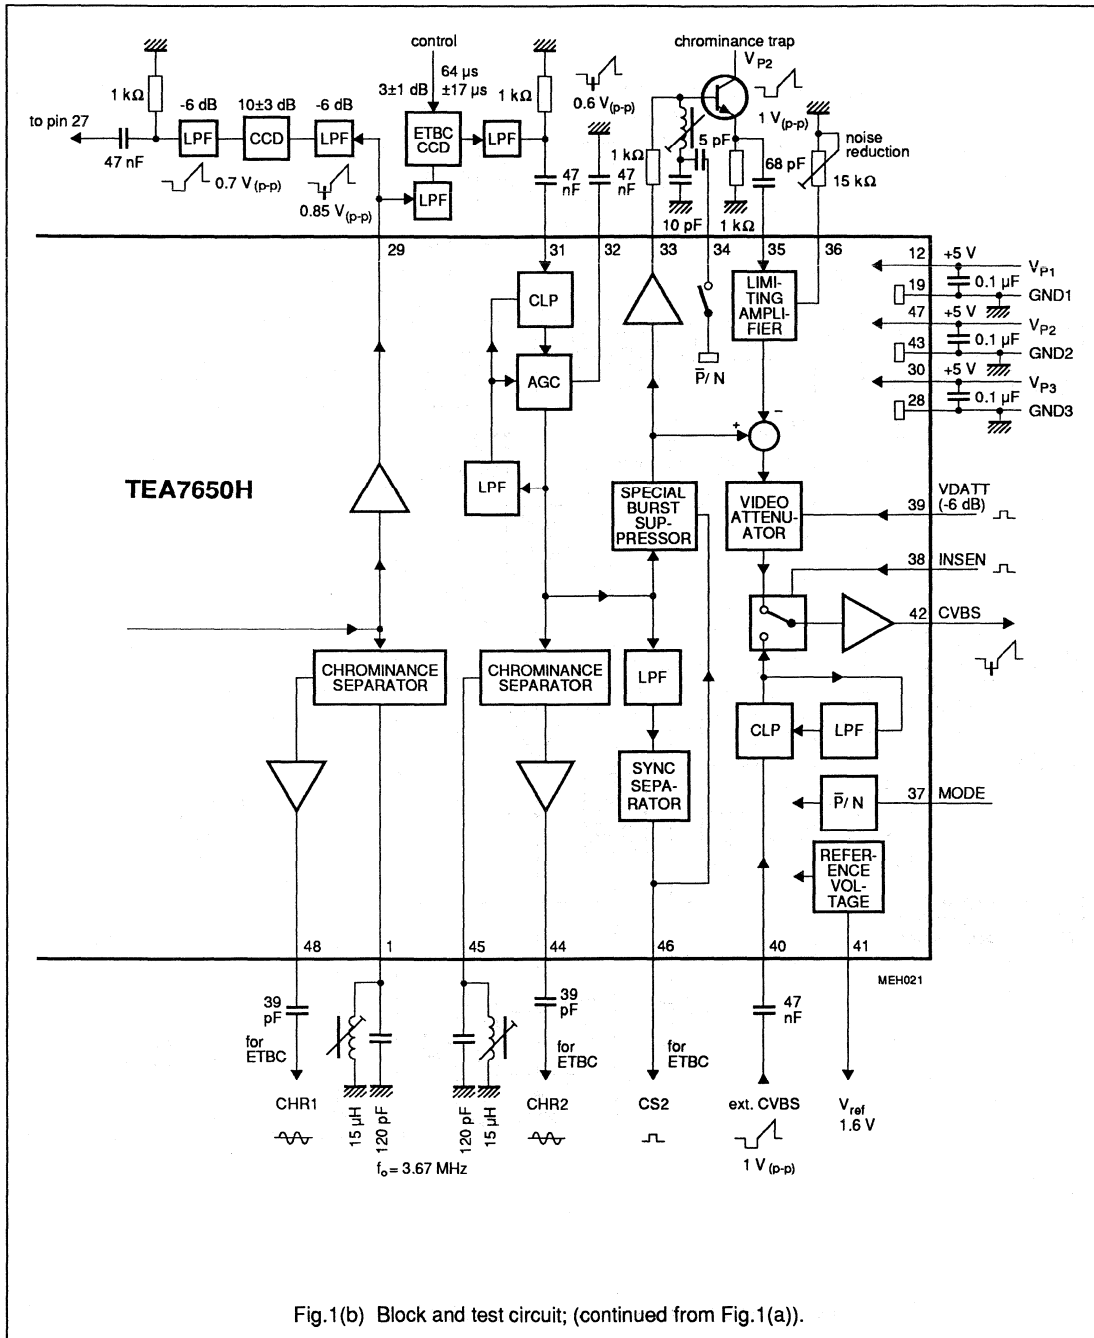 control
chrominance trap
V P2
64 µs
±17 µs
3±1 dB
1 kΩ
-6 dB
10±3 dB
-6 dB
1 kΩ
0.6 V(p-p)
1 V(p-p)
to pin 27
LPF
CCD
LPF
ETBC
CCD
LPF
5 pF
noise
reduction
47 nF
0.7 V(p-p)
0.85 V(p-p)
LPF
47
nF
47
nF
1 kΩ
68 pF
15 kΩ
10 pF
1 kΩ
29
31
32
33
34
35
36
12
+5 V
VP1
0.1 µF
19
GND1
47
+5 V
VP2
0.1 µF
43
GND2
30
+5 V
VP3
0.1 µF
28
GND3
CLP
LIMI-
TING
AMPLI-
FIER
AGC
P̅/ N
−
+
TEA7650H
LPF
SPECIAL
BURST
SUP-
PRESSOR
VIDEO
ATTENU-
ATOR
39
VDATT
(-6 dB)
38
INSEN
42
CVBS
CHROMINANCE
SEPARATOR
CHROMINANCE
SEPARATOR
LPF
CLP
LPF
SYNC
SEPA-
RATOR
P̅/ N
37
MODE
REFER-
ENCE
VOL-
TAGE
48
1
45
44
46
40
41
MEH021
39
pF
39
pF
47
nF
for
ETBC
for
ETBC
for
ETBC
CHR1
15 µH
120 pF
120 pF
15 µH
CHR2
CS2
ext. CVBS
Vref
1.6 V
fo = 3.67 MHz
1 V(p-p)
Fig.1(b) Block and test circuit; (continued from Fig.1(a)).